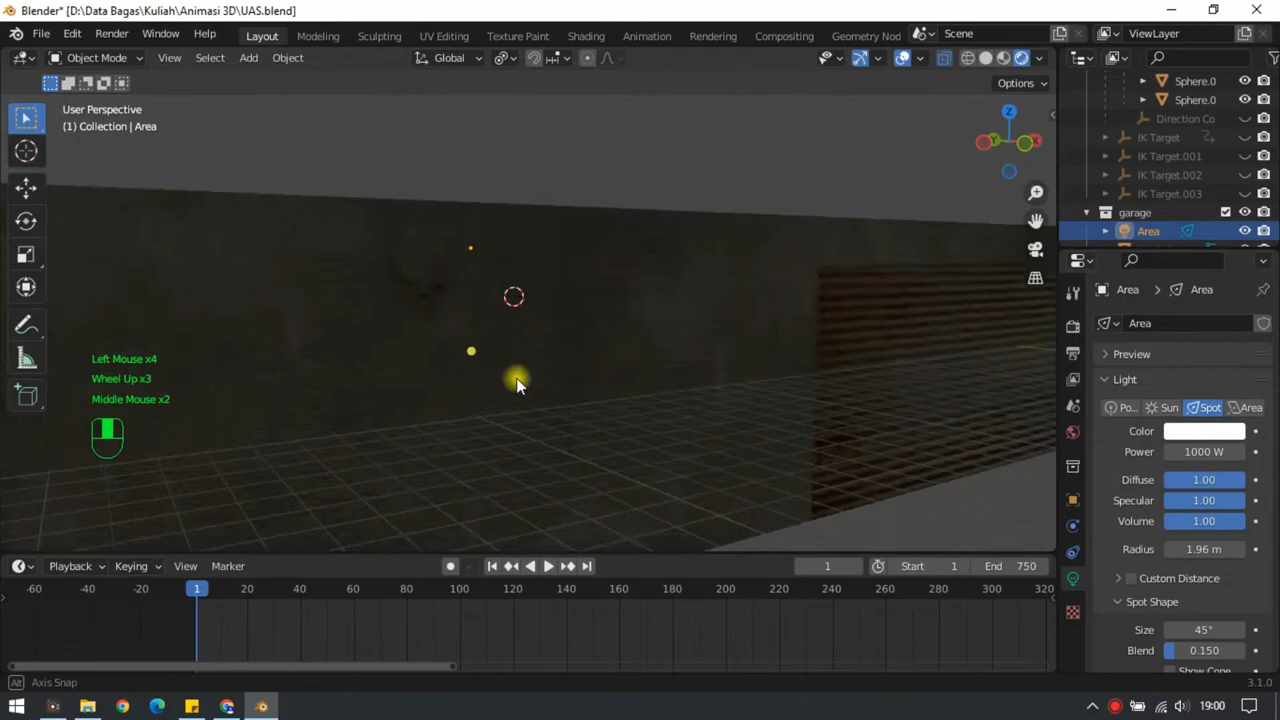 Blender* [D:\Data Bagas\Kuliah\Animasi 3D\UAS.blend]
File Edit Render Window Help Layout Modeling Sculpting UV Editing Texture Paint Shading Animation Rendering Compositing Geometry Nod Scene ViewLayer
Object Mode View Select Add Object Global
Options
User Perspective
(1) Collection | Area
Z
Y
X
Sphere.0
Sphere.0
Direction Co
IK Target
IK Target.001
IK Target.002
IK Target.003
garage
Area
Area > Area
Area
Preview
Light
Po... Sun Spot Area
Color
Power 1000 W
Diffuse 1.00
Specular 1.00
Volume 1.00
Radius 1.96 m
Custom Distance
Spot Shape
Size 45°
Blend 0.150
Show Cone
Left Mouse x4
Wheel Up x3
Middle Mouse x2
Playback Keying View Marker 1 Start 1 End 750
-60 -40 -20 1 20 40 60 80 100 120 140 160 180 200 220 240 260 280 300 320
Alt Axis Snap 3.1.0
19:00